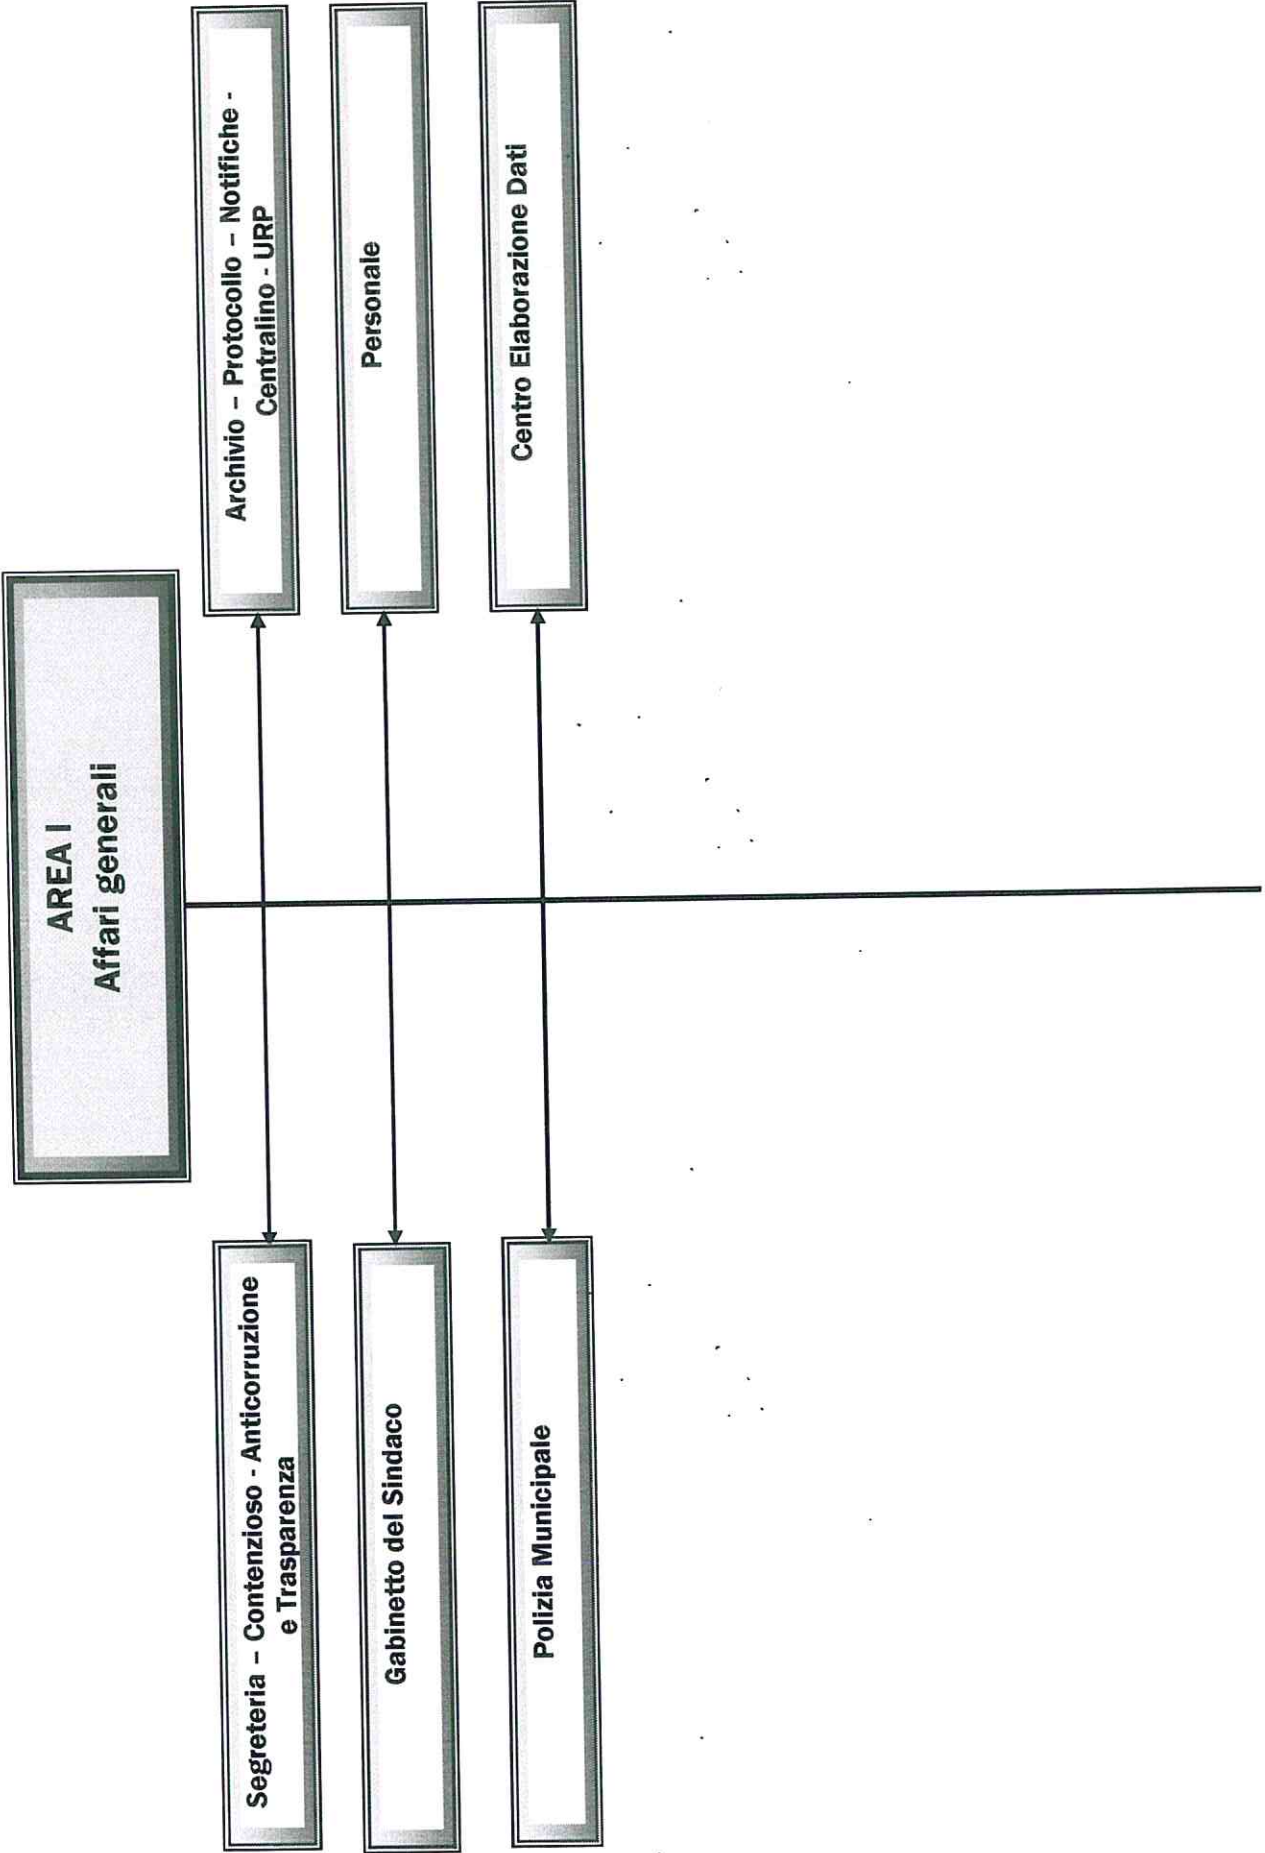 AREA I
Affari generali
Segreteria – Contenzioso - Anticorruzione
e Trasparenza
Archivio – Protocollo – Notifiche -
Centralino - URP
Gabinetto del Sindaco
Personale
Polizia Municipale
Centro Elaborazione Dati